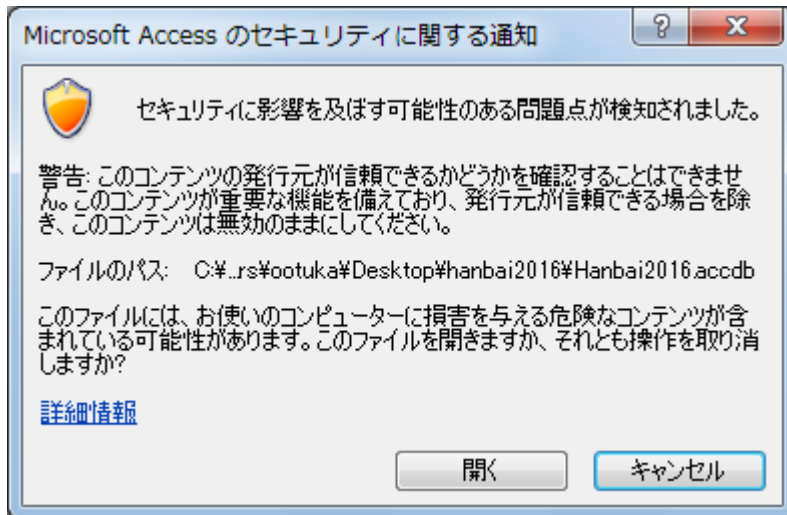 Microsoft Access のセキュリティに関する通知
セキュリティに影響を及ぼす可能性のある問題点が検知されました。
警告: このコンテンツの発行元が信頼できるかどうかを確認することはできませ
ん。このコンテンツが重要な機能を備えており、発行元が信頼できる場合を除
き、このコンテンツは無効のままにしてください。
ファイルのパス: C:¥...rs¥ootuka¥Desktop¥hanbai2016¥Hanbai2016.accdb
このファイルには、お使いのコンピューターに損害を与える危険なコンテンツが含
まれている可能性があります。このファイルを開きますか、それとも操作を取り消
しますか?
詳細情報
開く
キャンセル